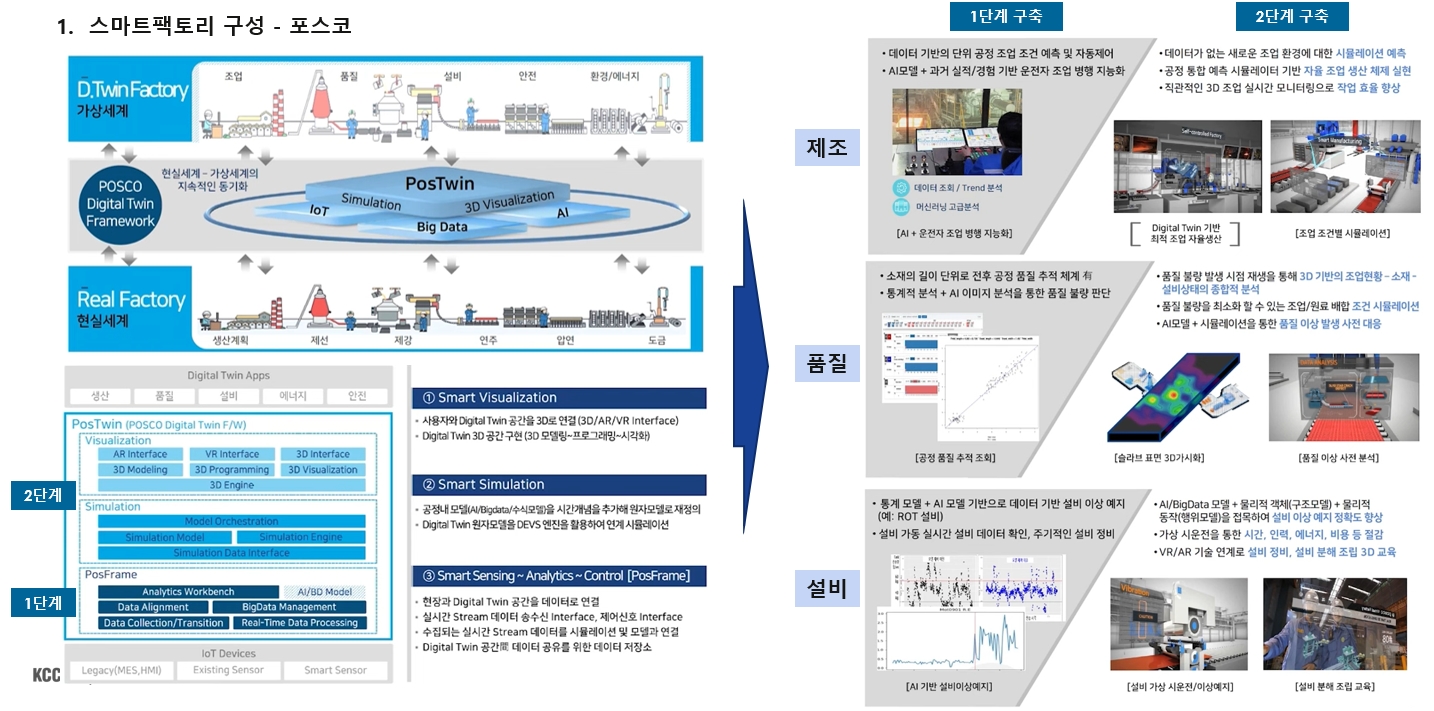 1. 스마트팩토리 구성 - 포스코
D.Twin Factory
가상세계
조업 품질 설비 안전 환경/에너지
POSCO
Digital Twin
Framework
현실세계 – 가상세계의
지속적인 동기화
PosTwin
Simulation
3D Visualization
IoT
AI
Big Data
Real Factory
현실세계
생산계획 제선 제강 연주 압연 도금
Digital Twin Apps
생산 품질 설비 에너지 안전
PosTwin (POSCO Digital Twin F/W)
Visualization
AR Interface VR Interface 3D Interface
3D Modeling 3D Programming 3D Visualization
3D Engine
2단계
Simulation
Model Orchestration
Simulation Model Simulation Engine
Simulation Data Interface
1단계
PosFrame
Analytics Workbench AI/BD Model
Data Alignment BigData Management
Data Collection/Transition Real-Time Data Processing
IoT Devices
Legacy(MES,HMI) Existing Sensor Smart Sensor
KCC
① Smart Visualization
• 사용자와 Digital Twin 공간을 3D로 연결 (3D/AR/VR Interface)
• Digital Twin 3D 공간 구현 (3D 모델링~프로그래밍~시각화)
② Smart Simulation
• 공정내 모델(AI/Bigdata/수식모델)을 시간개념을 추가해 원자모델로 재정의
• Digital Twin 원자모델을 DEVS 엔진을 활용하여 연계 시뮬레이션
③ Smart Sensing ~ Analytics ~ Control [PosFrame]
• 현장과 Digital Twin 공간을 데이터로 연결
• 실시간 Stream 데이터 송수신 Interface, 제어신호 Interface
• 수집되는 실시간 Stream 데이터를 시뮬레이션 및 모델과 연결
• Digital Twin 공간間 데이터 공유를 위한 데이터 저장소
1단계 구축
2단계 구축
제조
• 데이터 기반의 단위 공정 조업 조건 예측 및 자동제어
• AI모델 + 과거 실적/경험 기반 운전자 조업 병행 지능화
데이터 조회 / Trend 분석
머신러닝 고급분석
[AI + 운전자 조업 병행 지능화]
• 데이터가 없는 새로운 조업 환경에 대한 시뮬레이션 예측
• 공정 통합 예측 시뮬레이터 기반 자율 조업 생산 체제 실현
• 직관적인 3D 조업 실시간 모니터링으로 작업 효율 향상
Self-controlled Factory
Smart Manufacturing
[Digital Twin 기반
최적 조업 자율생산]
[조업 조건별 시뮬레이션]
품질
• 소재의 길이 단위로 전후 공정 품질 추적 체계 有
• 통계적 분석 + AI 이미지 분석을 통한 품질 불량 판단
[공정 품질 추적 조회]
• 품질 불량 발생 시점 재생을 통해 3D 기반의 조업현황 – 소재 –
설비상태의 종합적 분석
• 품질 불량을 최소화 할 수 있는 조업/원료 배합 조건 시뮬레이션
• AI모델 + 시뮬레이션을 통한 품질 이상 발생 사전 대응
[슬라브 표면 3D가시화]
[품질 이상 사전 분석]
설비
• 통계 모델 + AI 모델 기반으로 데이터 기반 설비 이상 예지
(예: ROT 설비)
• 설비 가동 실시간 설비 데이터 확인, 주기적인 설비 정비
[AI 기반 설비이상예지]
• AI/BigData 모델 + 물리적 객체(구조모델) + 물리적
동작(행위모델)을 접목하여 설비 이상 예지 정확도 향상
• 가상 시운전을 통한 시간, 인력, 에너지, 비용 등 절감
• VR/AR 기술 연계로 설비 정비, 설비 분해 조립 3D 교육
Vibration
[설비 가상 시운전/이상예지]
[설비 분해 조립 교육]